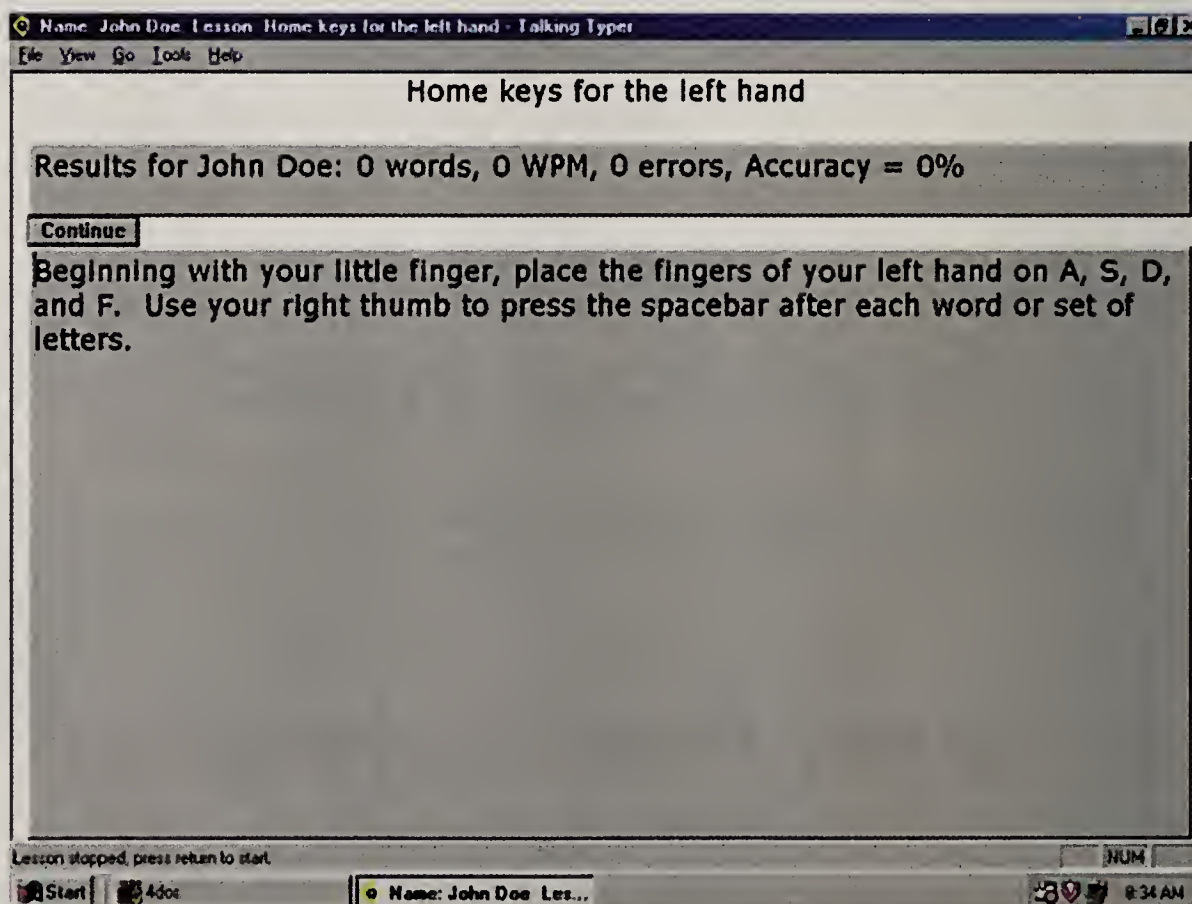 Name: John Doe Lesson: Home keys for the left hand - Talking Typer
File View Go Tools Help
Home keys for the left hand
Results for John Doe: 0 words, 0 WPM, 0 errors, Accuracy = 0%
Continue
Beginning with your little finger, place the fingers of your left hand on A, S, D,
and F. Use your right thumb to press the spacebar after each word or set of
letters.
Lesson stopped, press return to start.
NUM
Start 4dos Name: John Doe Les... 8:34 AM